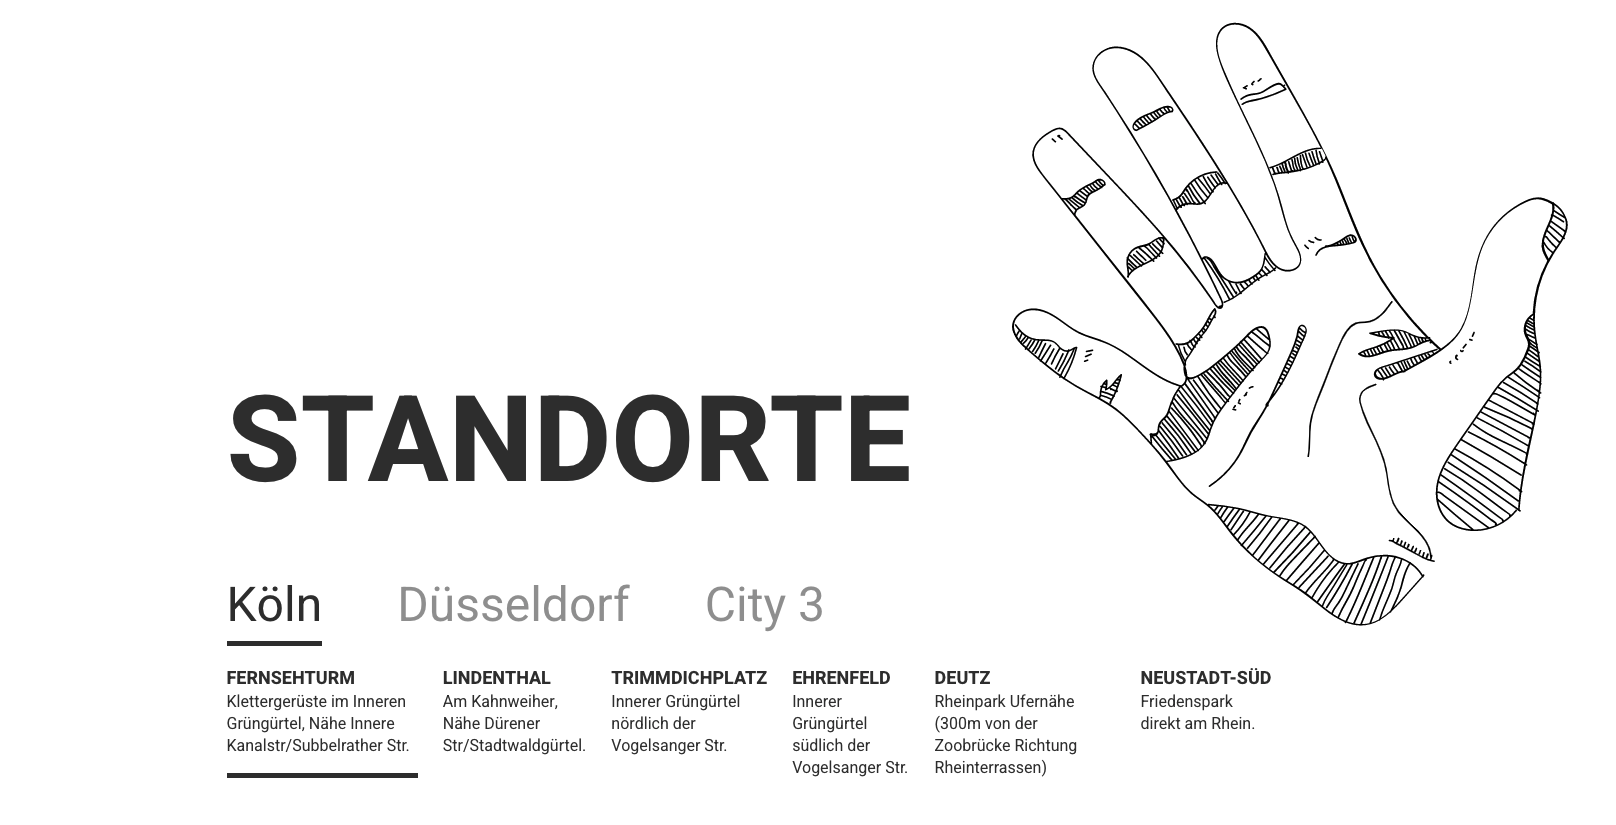 STANDORTE
Köln
Düsseldorf
City 3
FERNSEHTURM
Klettergerüste im Inneren
Grüngürtel, Nähe Innere
Kanalstr/Subbelrather Str.
LINDENTHAL
Am Kahnweiher,
Nähe Dürener
Str/Stadtwaldgürtel.
TRIMMDICHPLATZ
Innerer Grüngürtel
nördlich der
Vogelsanger Str.
EHRENFELD
Innerer
Grüngürtel
südlich der
Vogelsanger Str.
DEUTZ
Rheinpark Ufernähe
(300m von der
Zoobrücke Richtung
Rheinterrassen)
NEUSTADT-SÜD
Friedenspark
direkt am Rhein.